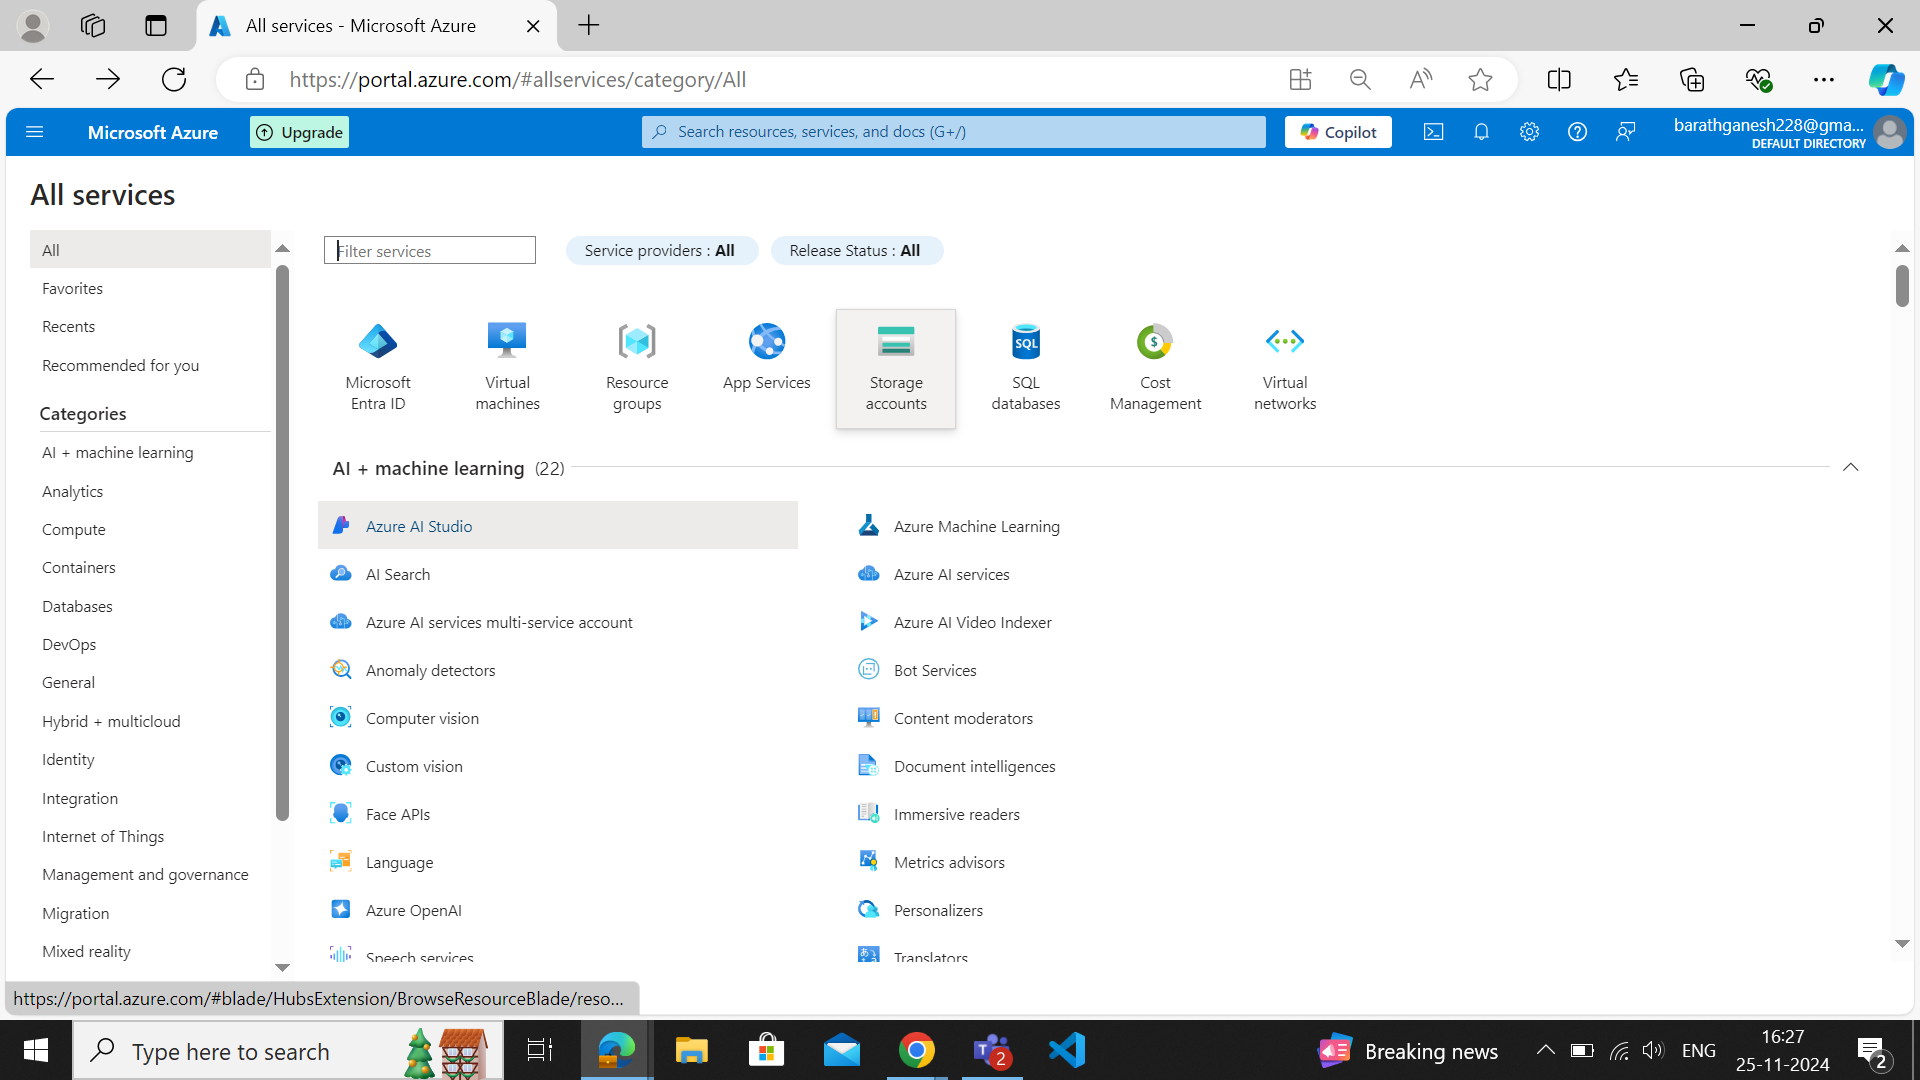 All services - Microsoft Azure
https://portal.azure.com/#allservices/category/All
Microsoft Azure
Upgrade
Search resources, services, and docs (G+/)
Copilot
barathganesh228@gma...
DEFAULT DIRECTORY
All services
All
Favorites
Recents
Recommended for you
Categories
AI + machine learning
Analytics
Compute
Containers
Databases
DevOps
General
Hybrid + multicloud
Identity
Integration
Internet of Things
Management and governance
Migration
Mixed reality
Filter services
Service providers : All
Release Status : All
Microsoft
Entra ID
Virtual
machines
Resource
groups
App Services
Storage
accounts
SQL
SQL
databases
Cost
Management
Virtual
networks
AI + machine learning (22)
Azure AI Studio
Azure Machine Learning
AI Search
Azure AI services
Azure AI services multi-service account
Azure AI Video Indexer
Anomaly detectors
Bot Services
Computer vision
Content moderators
Custom vision
Document intelligences
Face APIs
Immersive readers
Language
Metrics advisors
Azure OpenAI
Personalizers
Speech services
Translators
https://portal.azure.com/#blade/HubsExtension/BrowseResourceBlade/reso...
Type here to search
2
Breaking news
ENG
16:27
25-11-2024
2